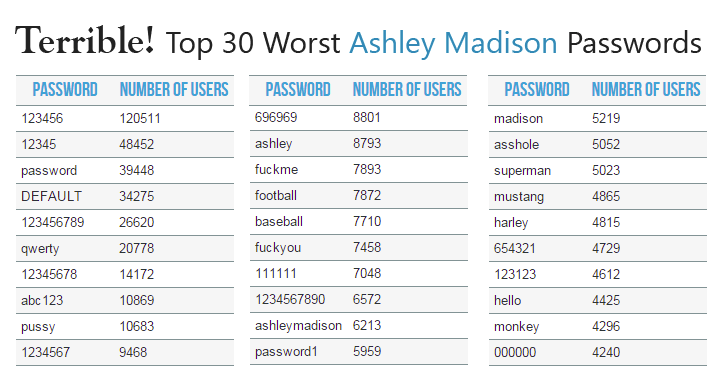 Terrible! Top 30 Worst Ashley Madison Passwords
PASSWORD NUMBER OF USERS
123456 120511
12345 48452
password 39448
DEFAULT 34275
123456789 26620
qwerty 20778
12345678 14172
abc123 10869
pussy 10683
1234567 9468
PASSWORD NUMBER OF USERS
696969 8801
ashley 8793
fuckme 7893
football 7872
baseball 7710
fuckyou 7458
111111 7048
1234567890 6572
ashleymadison 6213
password1 5959
PASSWORD NUMBER OF USERS
madison 5219
asshole 5052
superman 5023
mustang 4865
harley 4815
654321 4729
123123 4612
hello 4425
monkey 4296
000000 4240